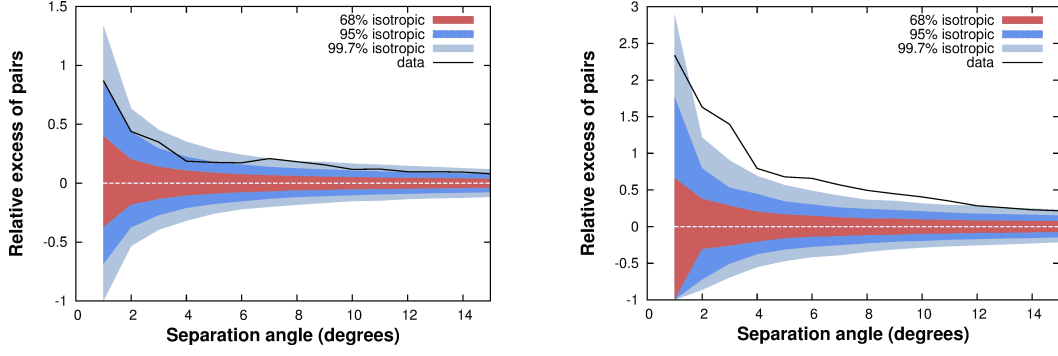 1.5
1
0.5
0
-0.5
-1
Relative excess of pairs
68% isotropic
95% isotropic
99.7% isotropic
data
0 2 4 6 8 10 12 14
Separation angle (degrees)
3
2.5
2
1.5
1
0.5
0
-0.5
-1
Relative excess of pairs
68% isotropic
95% isotropic
99.7% isotropic
data
0 2 4 6 8 10 12 14
Separation angle (degrees)